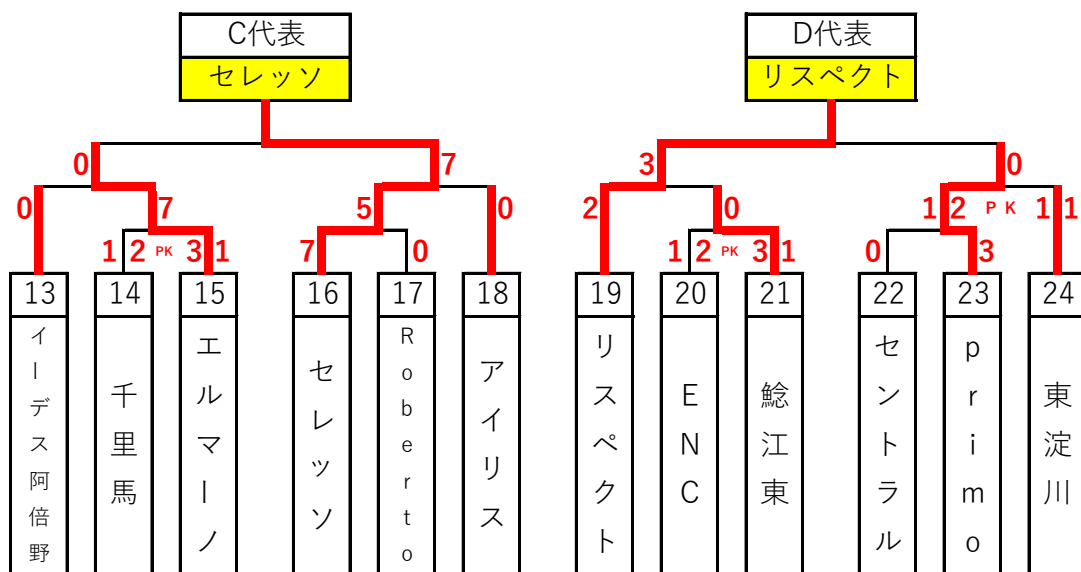 C代表
D代表
セレッソ
リスペクト
0
7
3
0
0
7
5
0
2
0
1 2 PK 1 1
1 2 PK 3 1
7
0
1 2 PK 3 1
0
3
13
14
15
16
17
18
19
20
21
22
23
24
イーデス阿倍野
千里馬
エルマーノ
セレッソ
Roberto
アイリス
リスペクト
ENC
鯰江東
セントラル
primo
東淀川